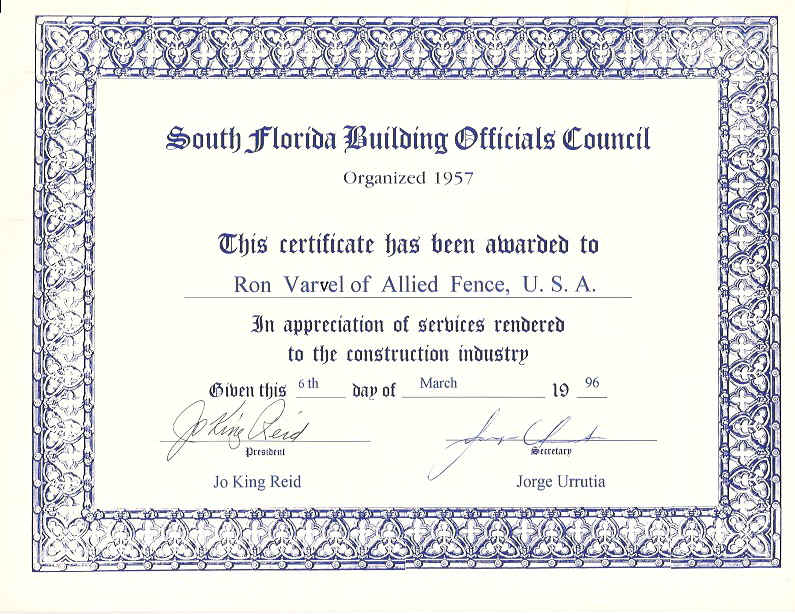 South Florida Building Officials Council
Organized 1957
This certificate has been awarded to
Ron Varvel of Allied Fence, U. S. A.
In appreciation of services rendered
to the construction industry
Given this 6 th day of March 19 96
Jo King Reid
President Secretary
Jo King Reid Jorge Urrutia